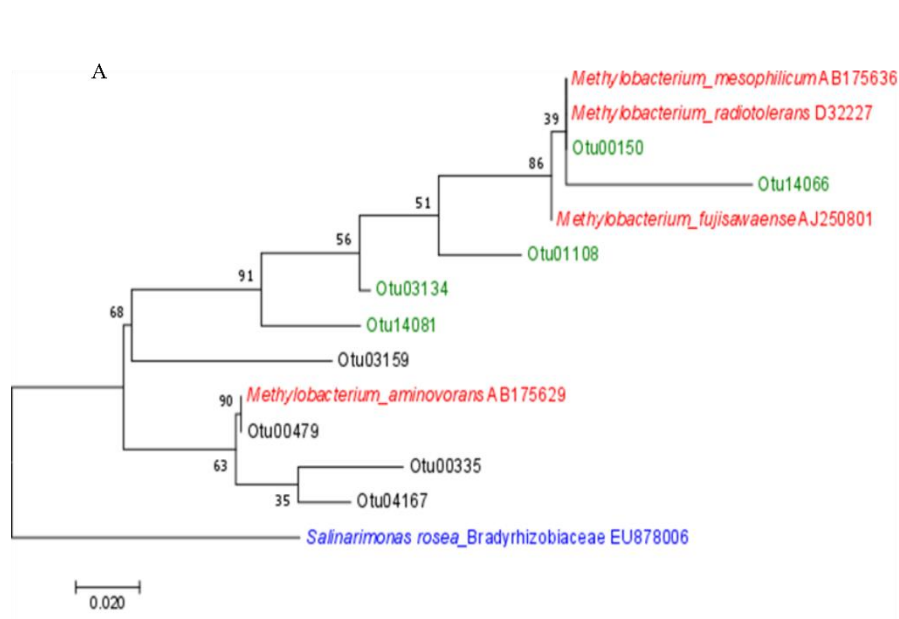 A
Methylobacterium_mesophilicum AB175636
Methylobacterium_radiotolerans D32227
39
Otu00150
86
Otu14066
51
Methylobacterium_fujisawaense AJ250801
56
Otu01108
91
Otu03134
68
Otu14081
Otu03159
Methylobacterium_aminovorans AB175629
90
Otu00479
63
Otu00335
35
Otu04167
Salinarimonas rosea_Bradyrhizobiaceae EU878006
0.020